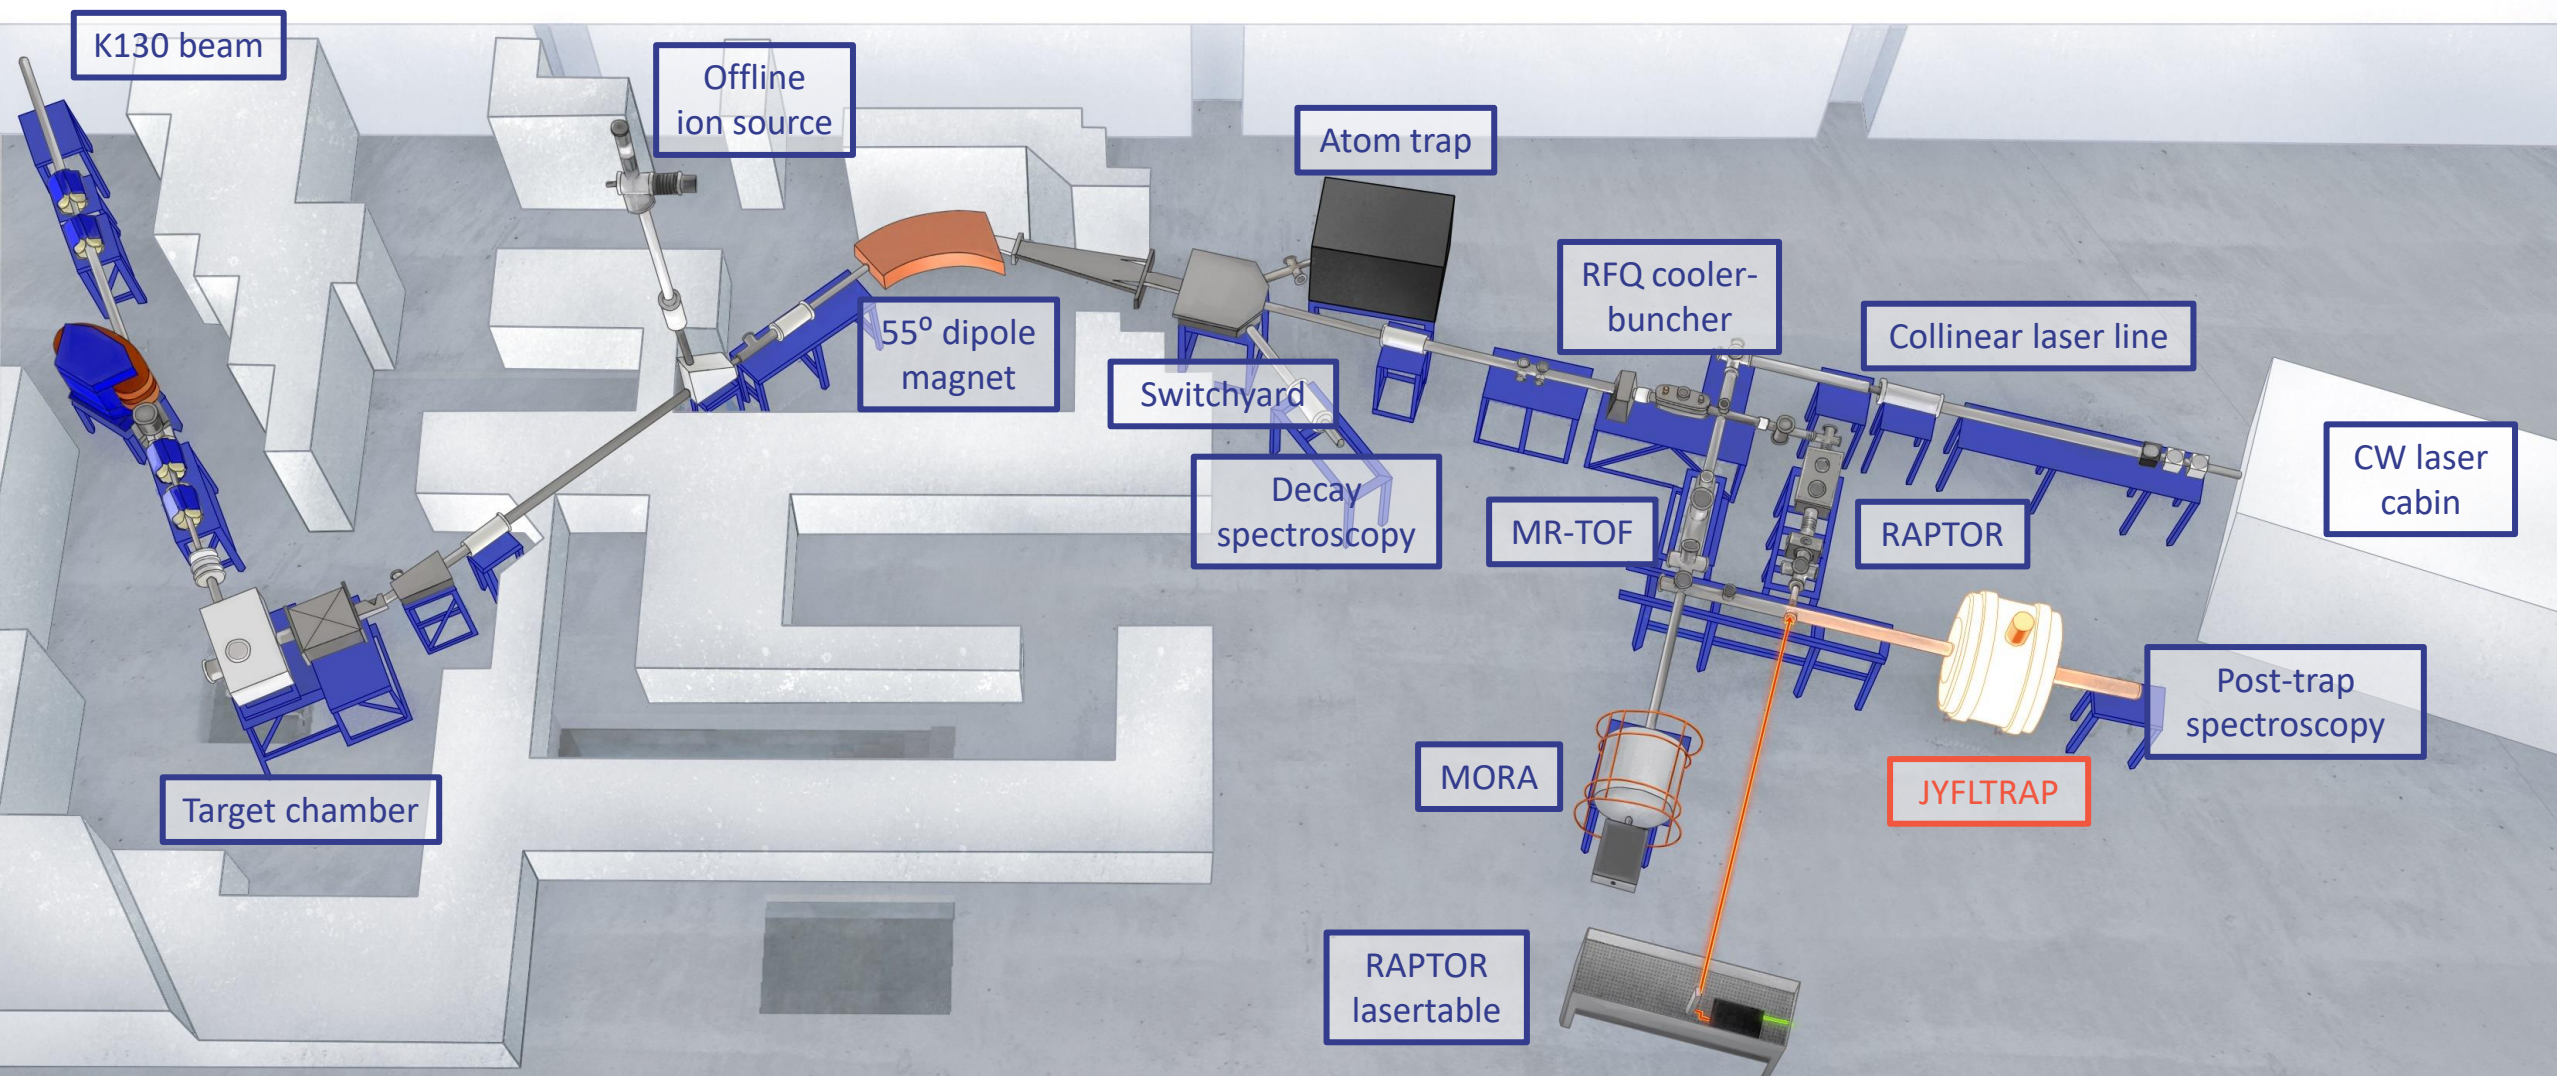 K130 beam
Offline
ion source
Atom trap
RFQ cooler-
buncher
55⁰ dipole
magnet
Collinear laser line
Switchyard
CW laser
cabin
Decay
spectroscopy
MR-TOF
RAPTOR
Post-trap
spectroscopy
MORA
JYFLTRAP
Target chamber
RAPTOR
lasertable